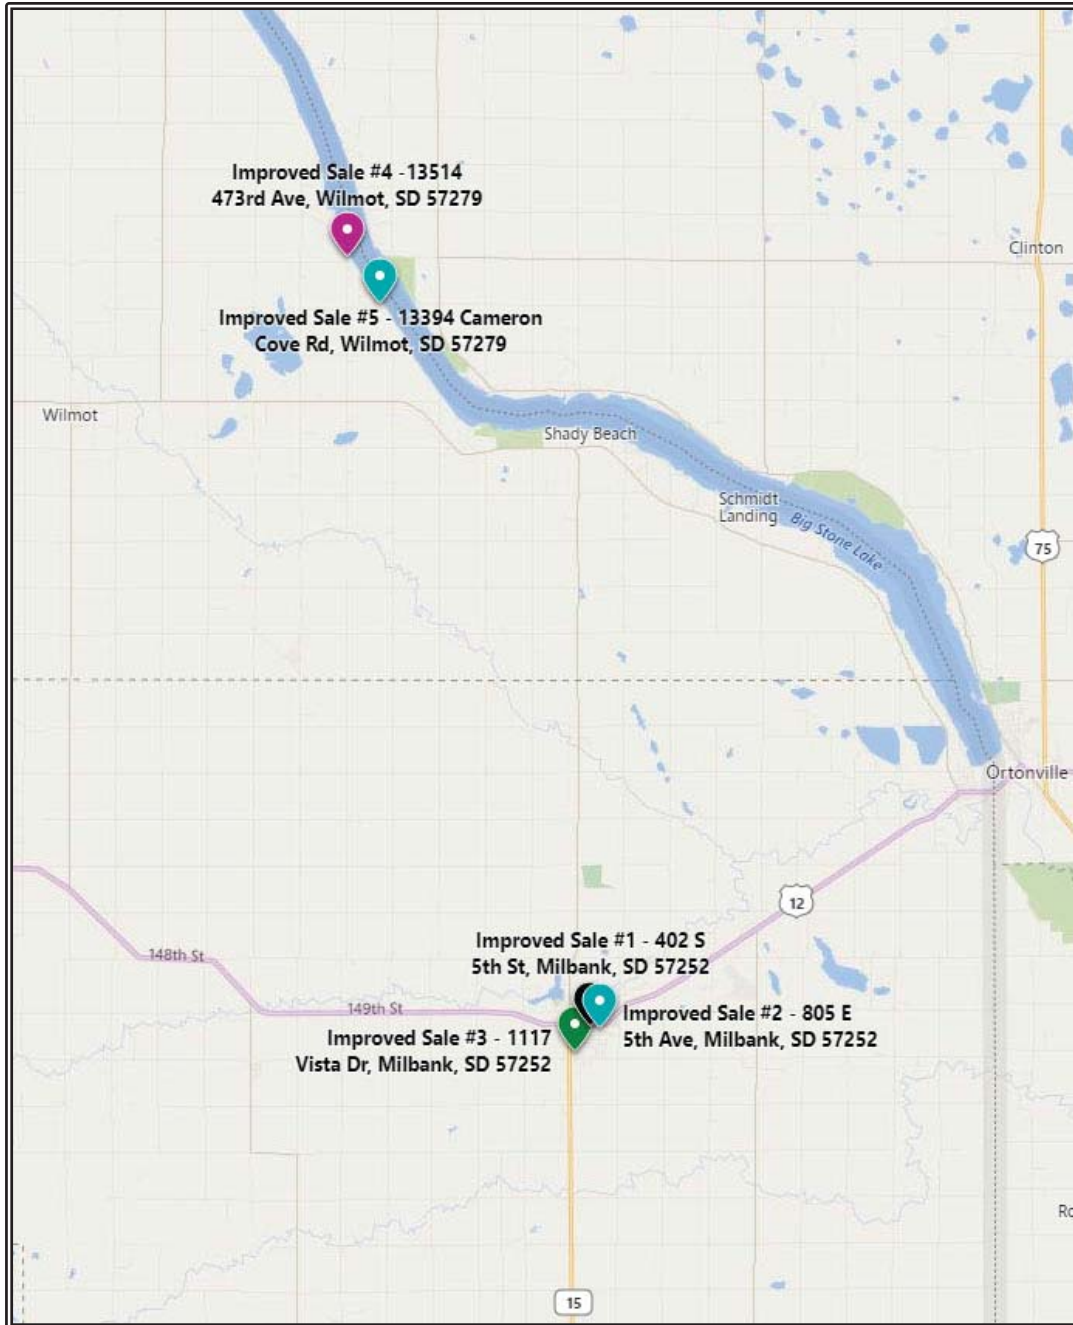 Improved Sale #4 -13514
473rd Ave, Wilmot, SD 57279
Clinton
Improved Sale #5 - 13394 Cameron
Cove Rd, Wilmot, SD 57279
Wilmot
Shady Beach
Schmidt
Landing
Big Stone Lake
75
Ortonville
12
Improved Sale #1 - 402 S
5th St, Milbank, SD 57252
148th St
149th St
Improved Sale #2 - 805 E
5th Ave, Milbank, SD 57252
Improved Sale #3 - 1117
Vista Dr, Milbank, SD 57252
Ro
15